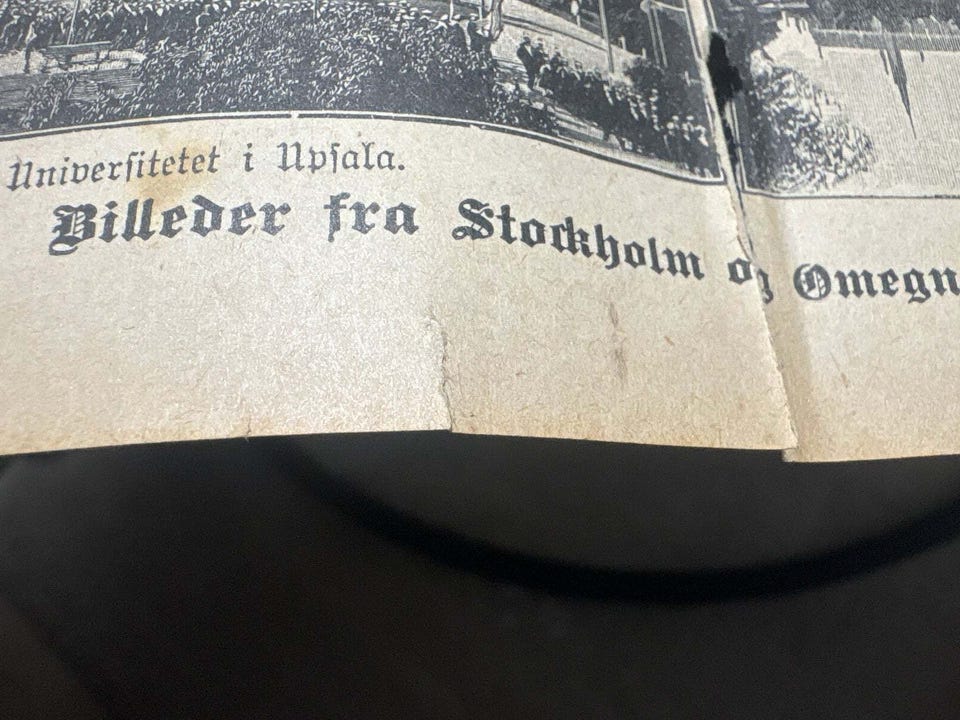 Universitetet i Upsala.
Billeder fra Stockholm og Omegn